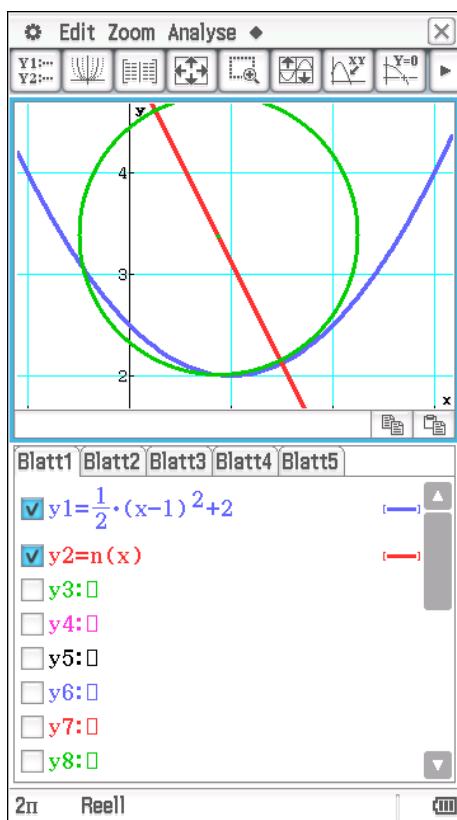 Edit Zoom Analyse
Y1:... Y2:... XY Y=0
y
4
3
2
x
Blatt1 Blatt2 Blatt3 Blatt4 Blatt5
y1=1/2·(x-1)^2+2
y2=n(x)
y3:▯
y4:▯
y5:▯
y6:▯
y7:▯
y8:▯
2π Reell